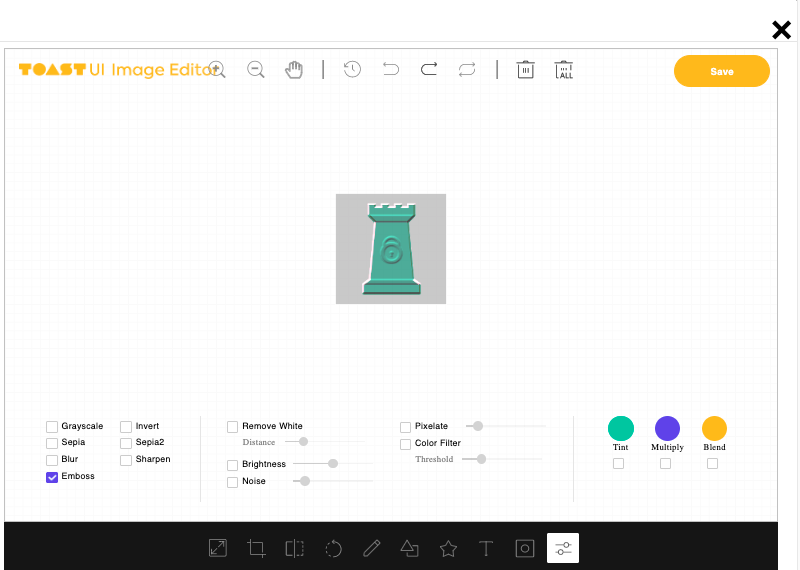 TOAST UI Image Editor
ALL
Save
6
Grayscale
Invert
Sepia
Sepia2
Blur
Sharpen
Emboss
Remove White
Distance
Brightness
Noise
Pixelate
Color Filter
Threshold
Tint
Multiply
Blend